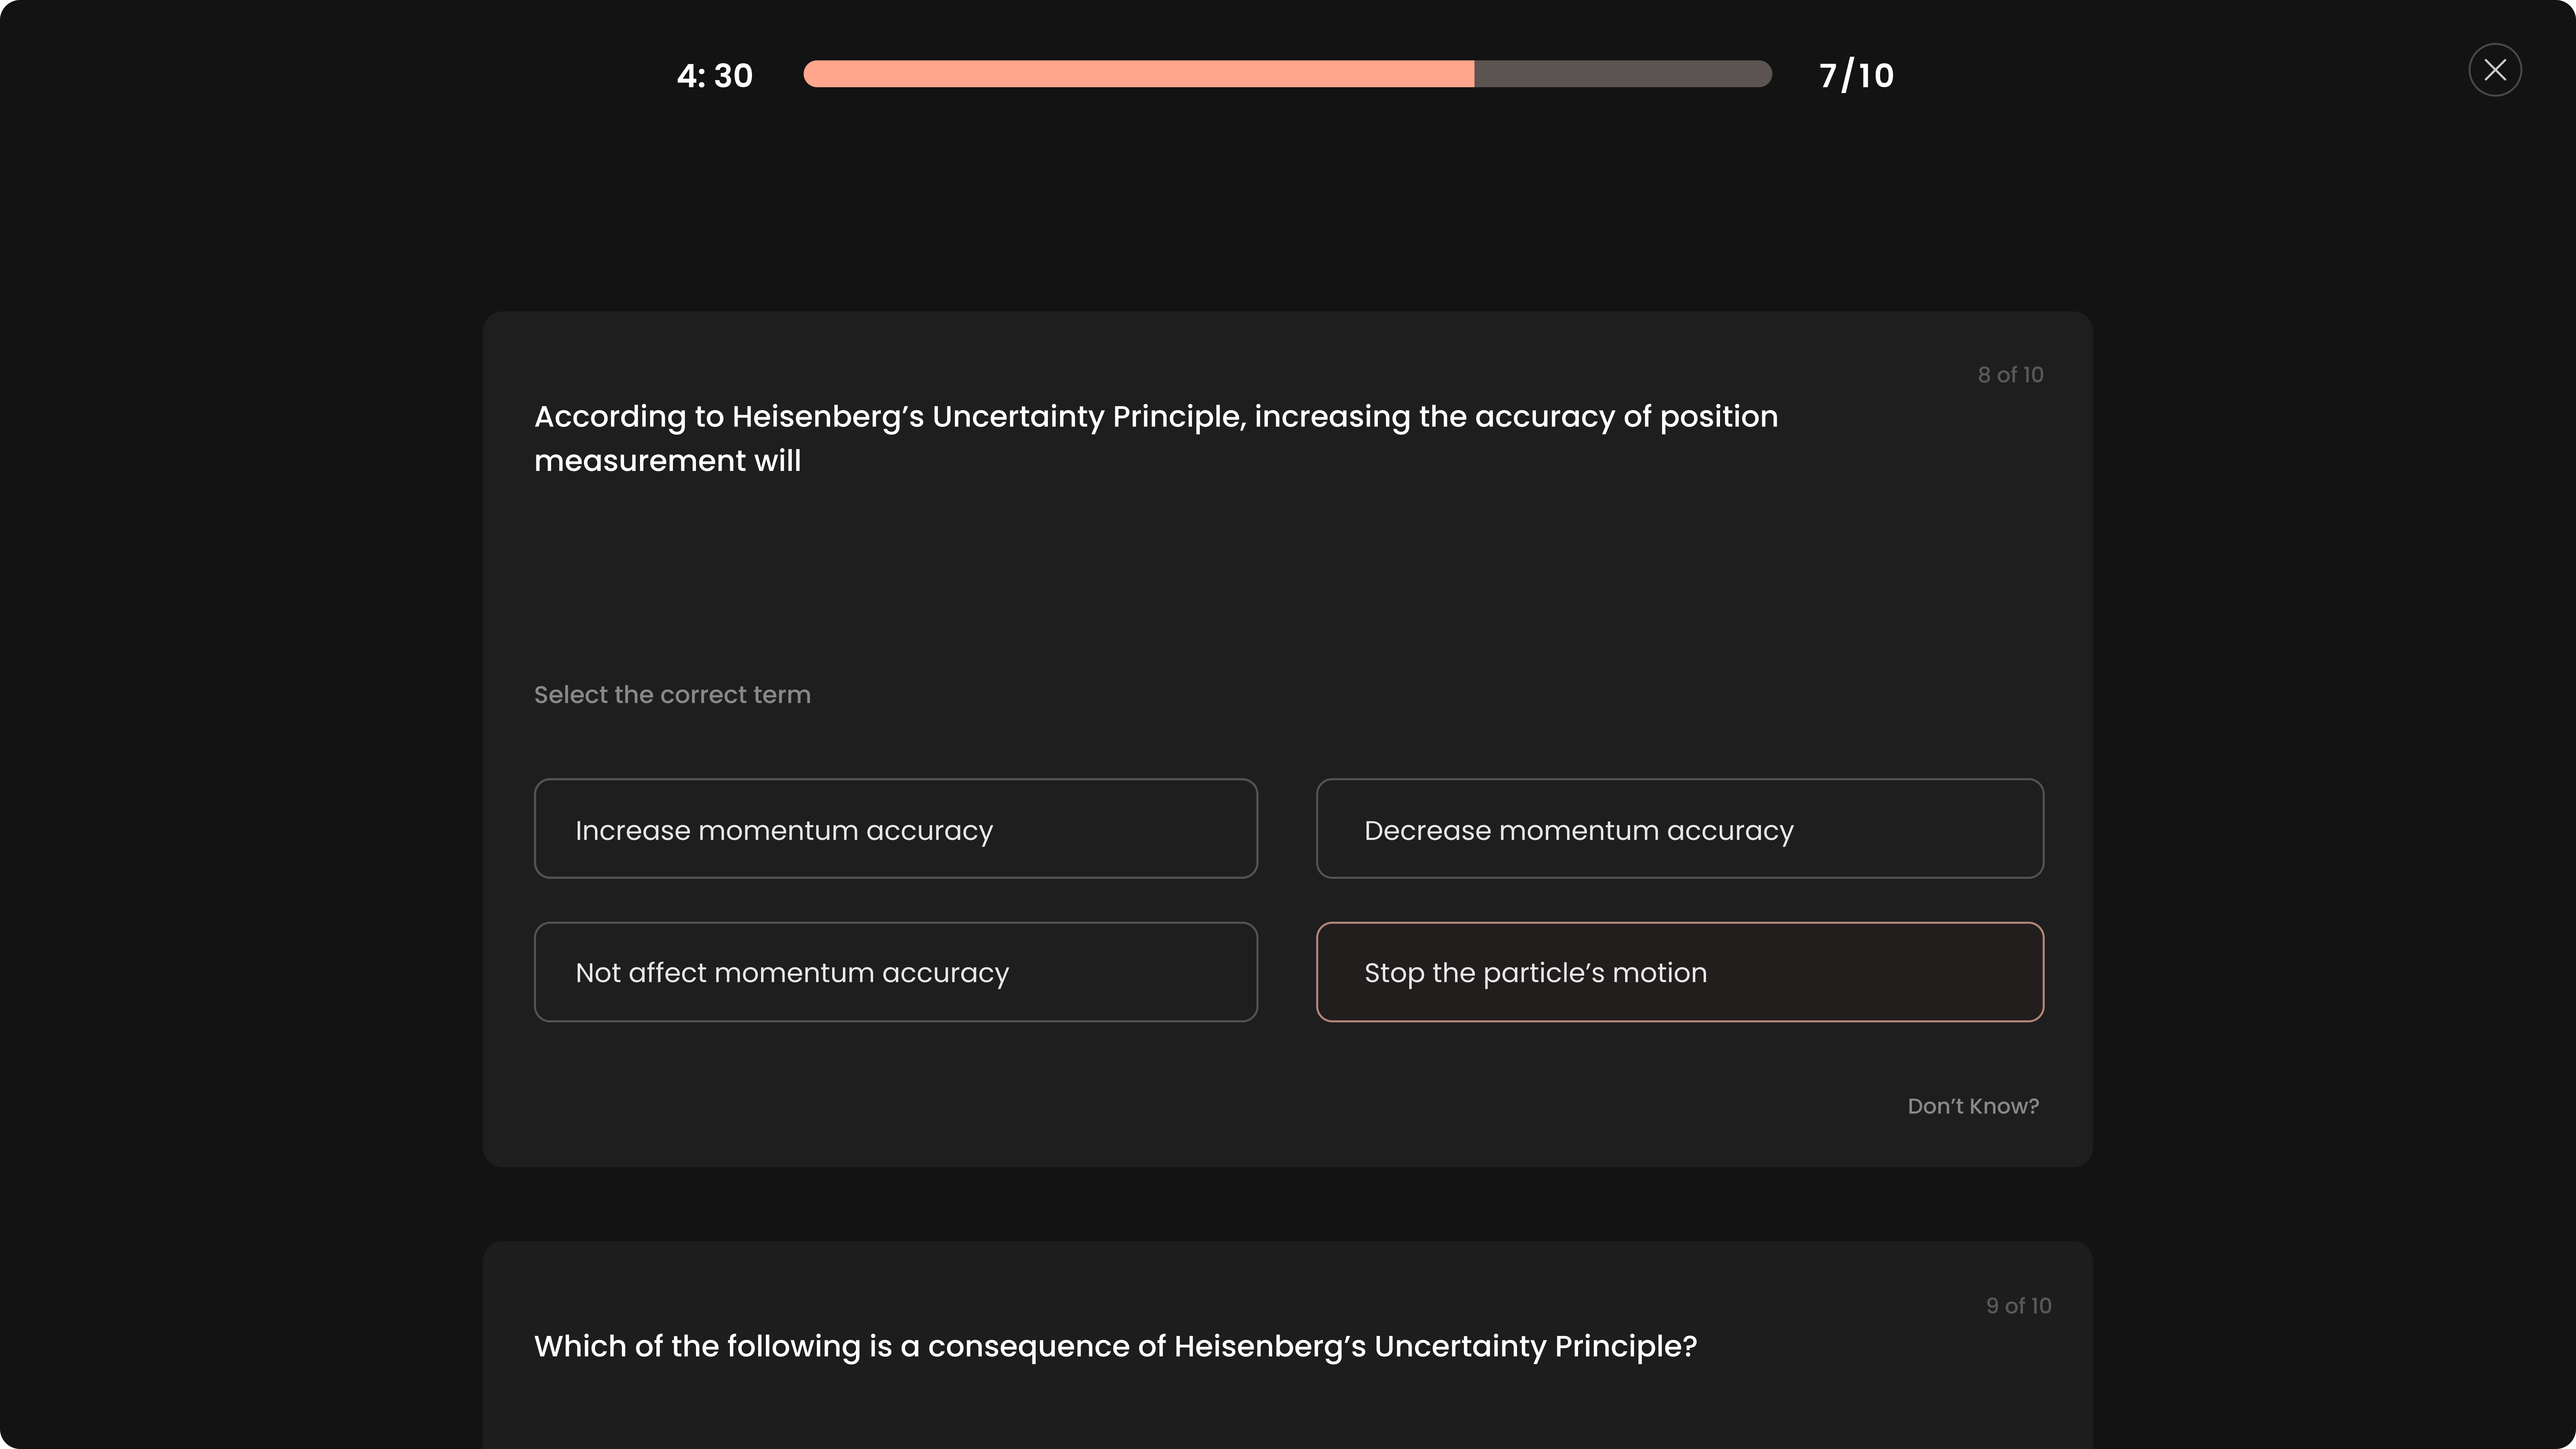 4: 30
7/10
8 of 10
According to Heisenberg’s Uncertainty Principle, increasing the accuracy of position
measurement will
Select the correct term
Increase momentum accuracy
Decrease momentum accuracy
Not affect momentum accuracy
Stop the particle’s motion
Don’t Know?
9 of 10
Which of the following is a consequence of Heisenberg’s Uncertainty Principle?